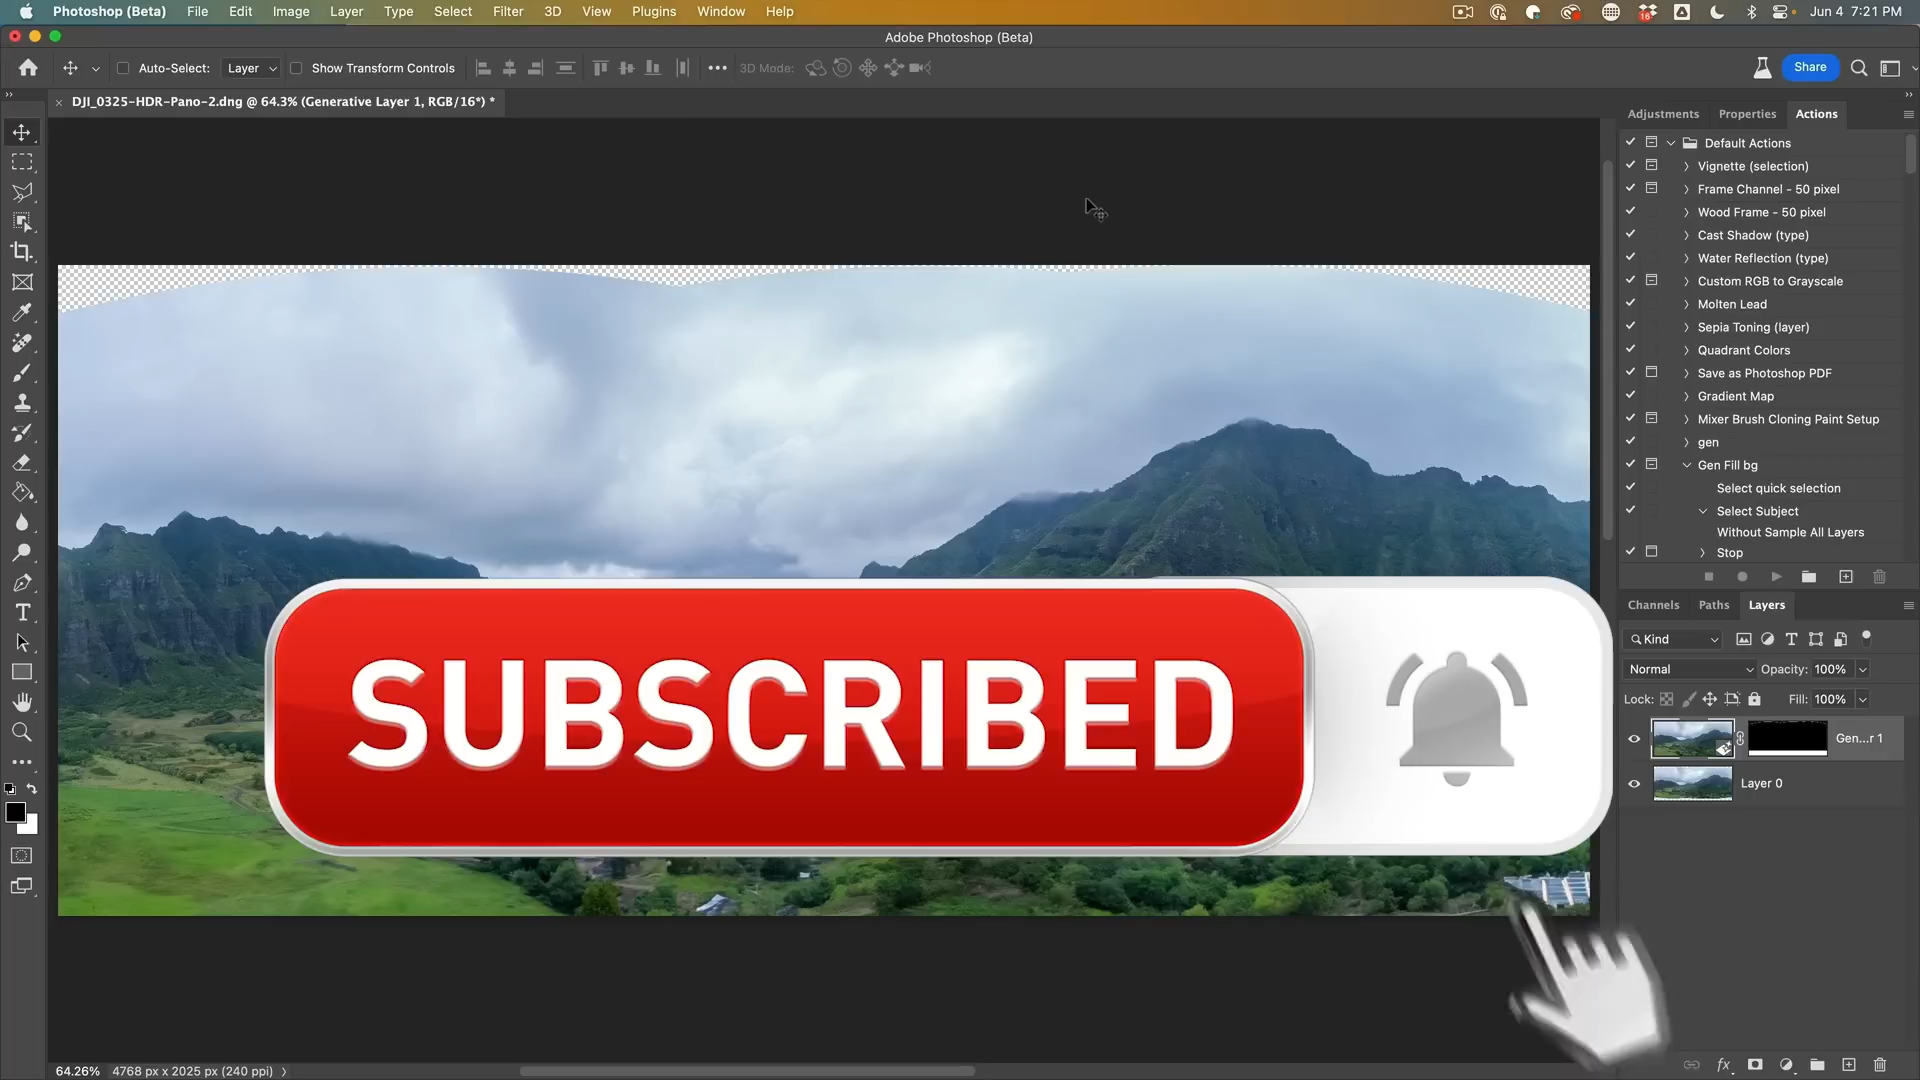 Photoshop (Beta) File Edit Image Layer Type Select Filter 3D View Plugins Window Help 16 Jun 4 7:21 PM
Adobe Photoshop (Beta)
Auto-Select: Layer Show Transform Controls 3D Mode: Share
× DJI_0325-HDR-Pano-2.dng @ 64.3% (Generative Layer 1, RGB/16*) *
Adjustments Properties Actions
Default Actions
Vignette (selection)
Frame Channel - 50 pixel
Wood Frame - 50 pixel
Cast Shadow (type)
Water Reflection (type)
Custom RGB to Grayscale
Molten Lead
Sepia Toning (layer)
Quadrant Colors
Save as Photoshop PDF
Gradient Map
Mixer Brush Cloning Paint Setup
gen
Gen Fill bg
Select quick selection
Select Subject
Without Sample All Layers
Stop
Channels Paths Layers
Kind
Normal Opacity: 100%
Lock: Fill: 100%
Gen...r 1
Layer 0
SUBSCRIBED
64.26% 4768 px x 2025 px (240 ppi)